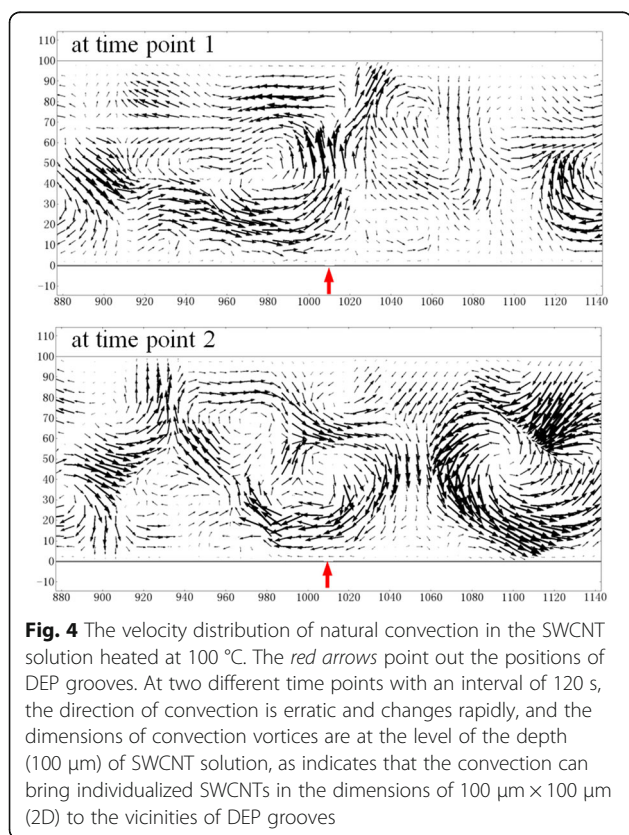 at time point 1
110
100
90
80
70
60
50
40
30
20
10
0
−10
880 900 920 940 960 980 1000 1020 1040 1060 1080 1100 1120 1140
at time point 2
110
100
90
80
70
60
50
40
30
20
10
0
−10
880 900 920 940 960 980 1000 1020 1040 1060 1080 1100 1120 1140
Fig. 4 The velocity distribution of natural convection in the SWCNT
solution heated at 100 °C. The red arrows point out the positions of
DEP grooves. At two different time points with an interval of 120 s,
the direction of convection is erratic and changes rapidly, and the
dimensions of convection vortices are at the level of the depth
(100 μm) of SWCNT solution, as indicates that the convection can
bring individualized SWCNTs in the dimensions of 100 μm × 100 μm
(2D) to the vicinities of DEP grooves